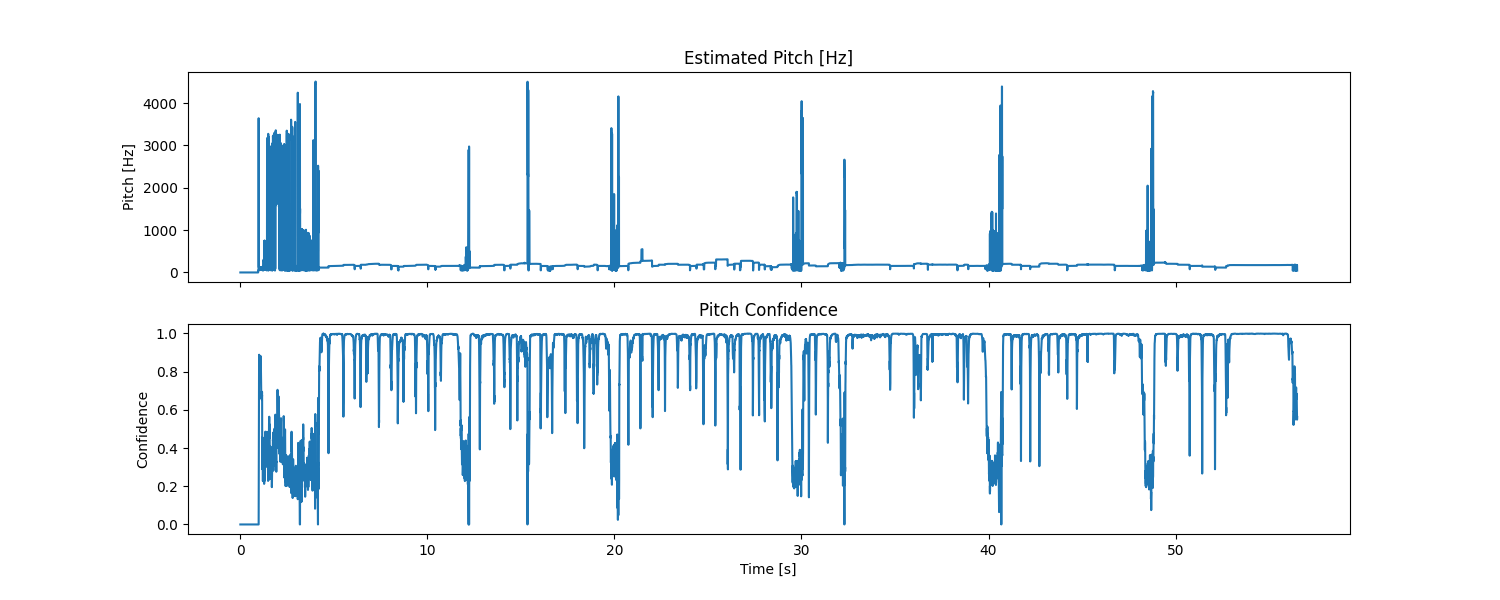 Estimated Pitch [Hz]
Pitch [Hz]
4000
3000
2000
1000
0
Pitch Confidence
Confidence
1.0
0.8
0.6
0.4
0.2
0.0
0 10 20 30 40 50
Time [s]